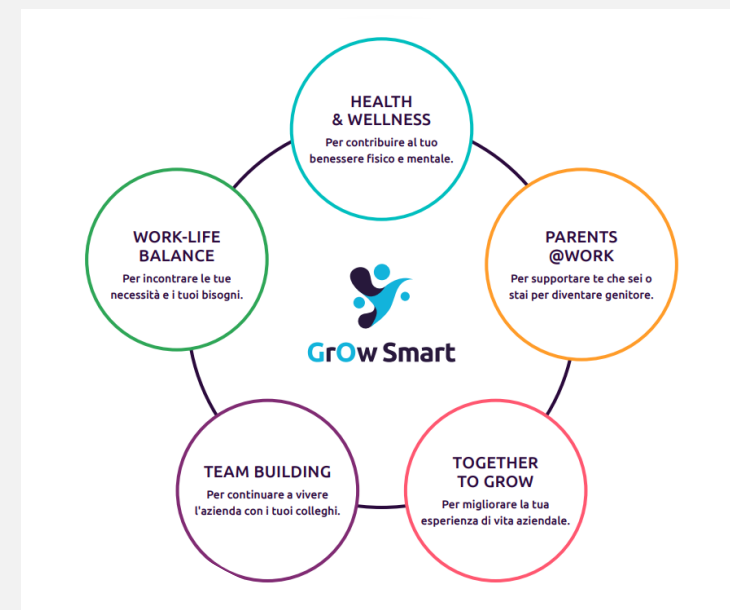 HEALTH
& WELLNESS
Per contribuire al tuo
benessere fisico e mentale.
WORK-LIFE
BALANCE
Per incontrare le tue
necessità e i tuoi bisogni.
PARENTS
@WORK
Per supportare te che sei o
stai per diventare genitore.
GrOw Smart
TEAM BUILDING
Per continuare a vivere
l'azienda con i tuoi colleghi.
TOGETHER
TO GROW
Per migliorare la tua
esperienza di vita aziendale.